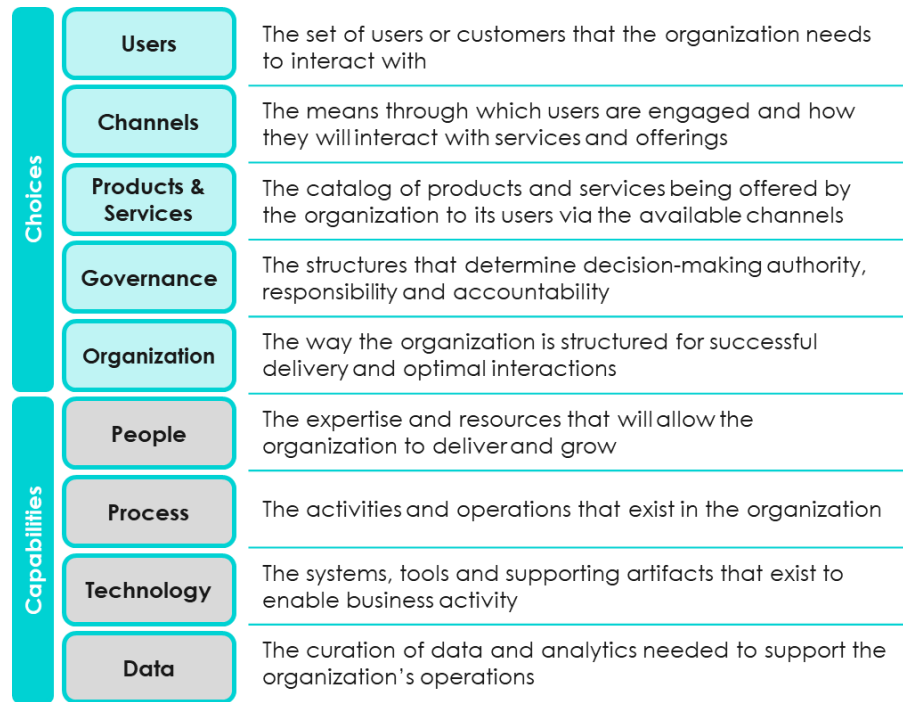 Choices
Users
The set of users or customers that the organization needs
to interact with
Channels
The means through which users are engaged and how
they will interact with services and offerings
Products &
Services
The catalog of products and services being offered by
the organization to its users via the available channels
Governance
The structures that determine decision-making authority,
responsibility and accountability
Organization
The way the organization is structured for successful
delivery and optimal interactions
Capabilities
People
The expertise and resources that will allow the
organization to deliver and grow
Process
The activities and operations that exist in the organization
Technology
The systems, tools and supporting artifacts that exist to
enable business activity
Data
The curation of data and analytics needed to support the
organization's operations